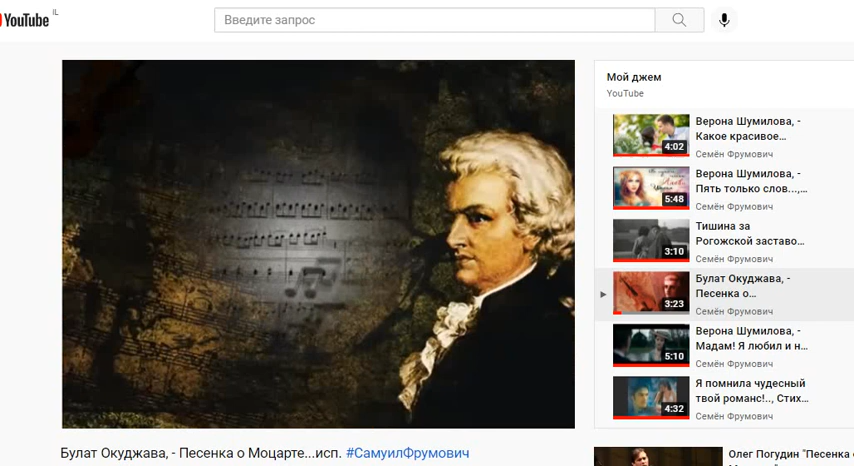 YouTube IL
Введите запрос
Мой джем
YouTube
Верона Шумилова, -
Какое красивое...
Семён Фрумович
4:02
Верона Шумилова, -
Пять только слов...,...
Семён Фрумович
5:48
Тишина за
Рогожской заставо...
Семён Фрумович
3:10
Булат Окуджава, -
Песенка о...
Семён Фрумович
3:23
Верона Шумилова, -
Мадам! Я любил и н...
Семён Фрумович
5:10
Я помнила чудесный
твой романс!.., Стих...
Семён Фрумович
4:32
Булат Окуджава, - Песенка о Моцарте...исп. #СамуилФрумович
Олег Погудин "Песенка